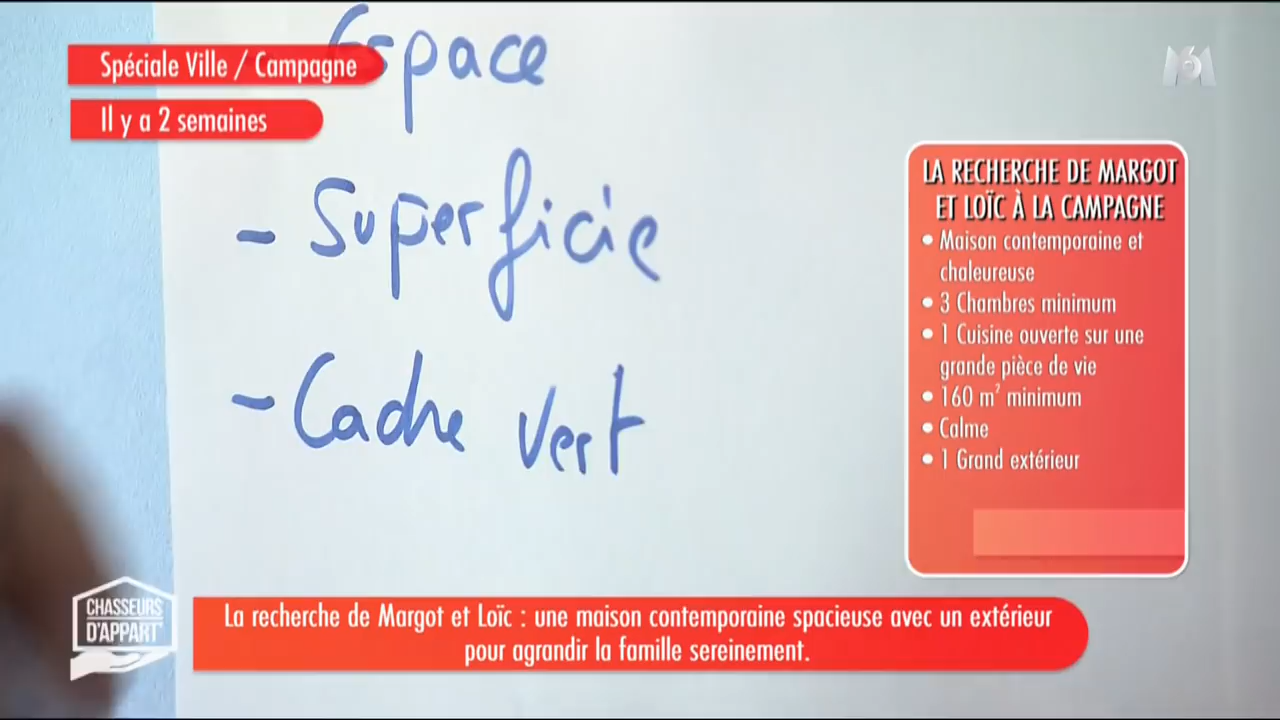 Espace
Spéciale Ville / Campagne
M6
Il y a 2 semaines
- Superficie
- Cadre vert
LA RECHERCHE DE MARGOT
ET LOÏC À LA CAMPAGNE
• Maison contemporaine et
chaleureuse
• 3 Chambres minimum
• 1 Cuisine ouverte sur une
grande pièce de vie
• 160 m² minimum
• Calme
• 1 Grand extérieur
CHASSEURS
D'APPART'
La recherche de Margot et Loïc : une maison contemporaine spacieuse avec un extérieur
pour agrandir la famille sereinement.